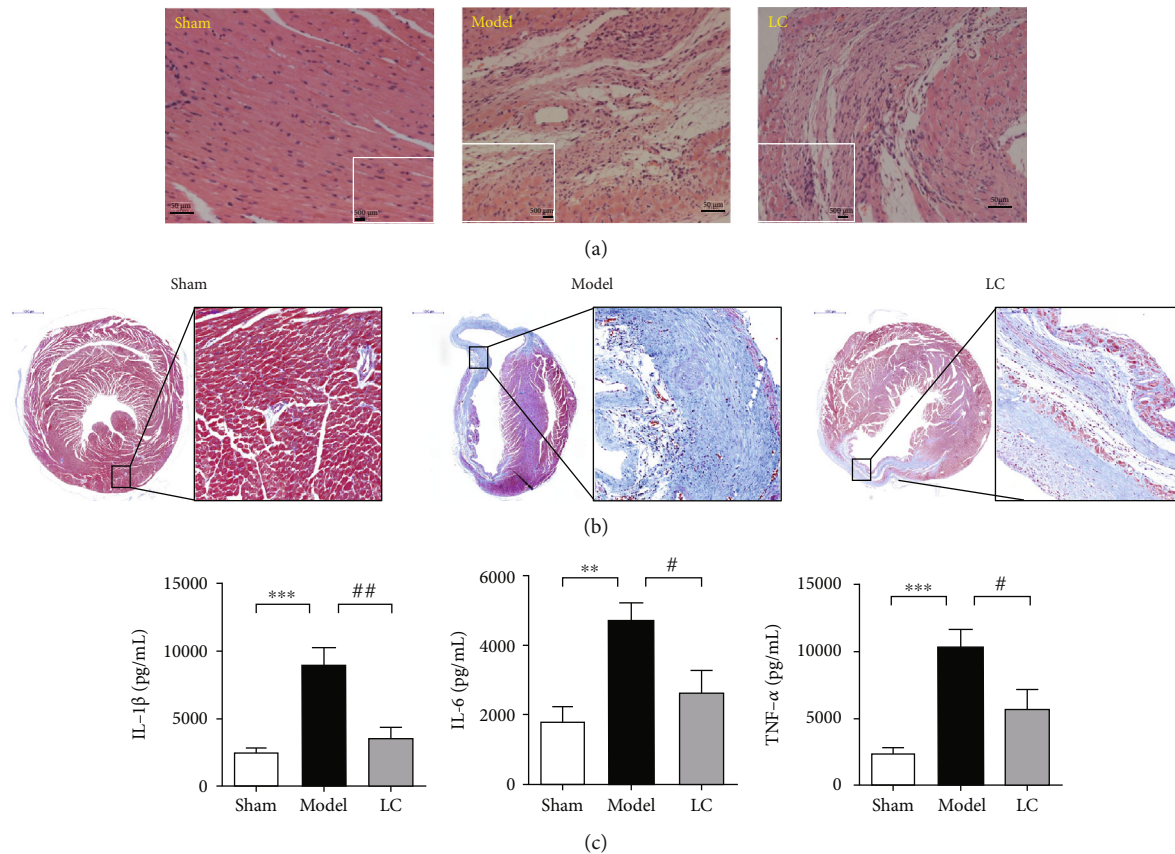 Sham
Model
LC
50 μm
500 μm
500 μm
50 μm
500 μm
50 μm
(a)
Sham
Model
LC
(b)
15000
10000
5000
0
IL-1β (pg/mL)
***
##
Sham
Model
LC
6000
4000
2000
0
IL-6 (pg/mL)
**
#
Sham
Model
LC
15000
10000
5000
0
TNF-α (pg/mL)
***
#
Sham
Model
LC
(c)